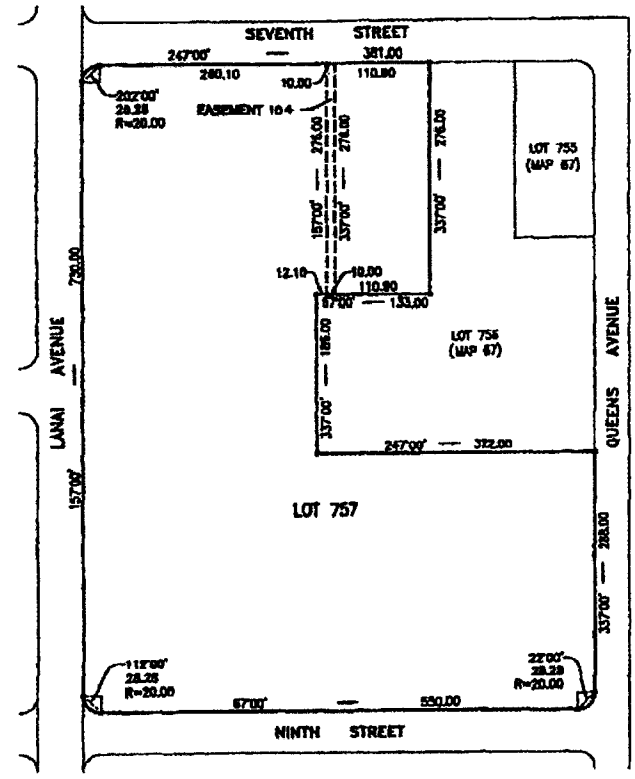 SEVENTH STREET
247°00' — 381.00
260.10
10.00
110.90
202°00'
28.28
R=20.00
EASEMENT 104
LOT 755
(MAP 67)
157°00' — 276.00
337°00' — 276.00
337°00' — 276.00
12.10
10.00
110.90
67°00' — 133.00
LANAI AVENUE
157°00' — 730.00
LOT 756
(MAP 67)
QUEENS AVENUE
337°00' — 186.00
247°00' — 322.00
LOT 757
337°00' — 288.00
112°00'
28.28
R=20.00
22°00'
28.28
R=20.00
67°00' — 550.00
NINTH STREET